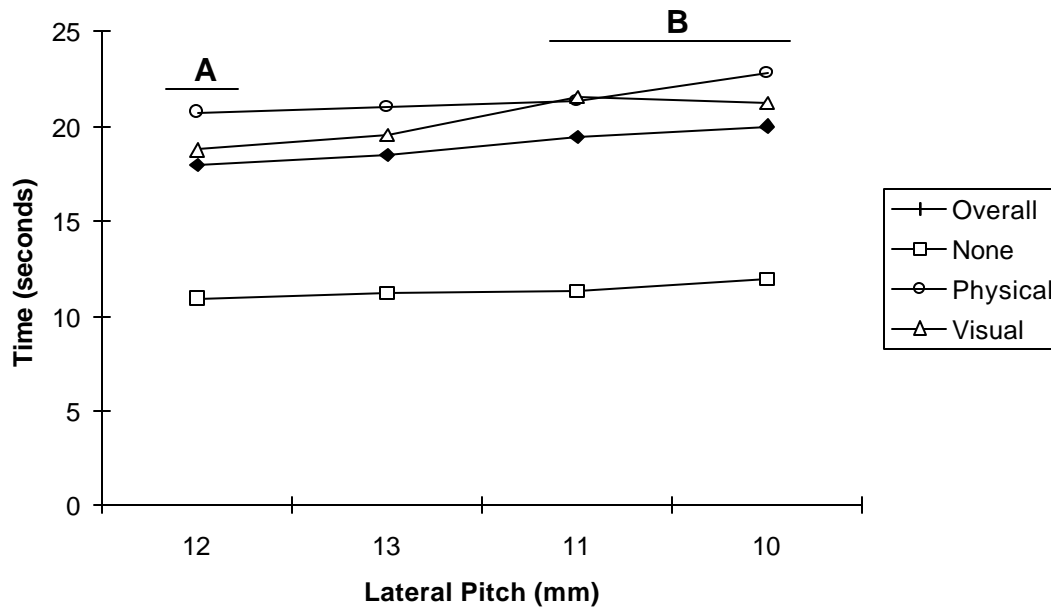 B
25
A
20
15
10
5
0
Time (seconds)
12 13 11 10
Lateral Pitch (mm)
Overall
None
Physical
Visual